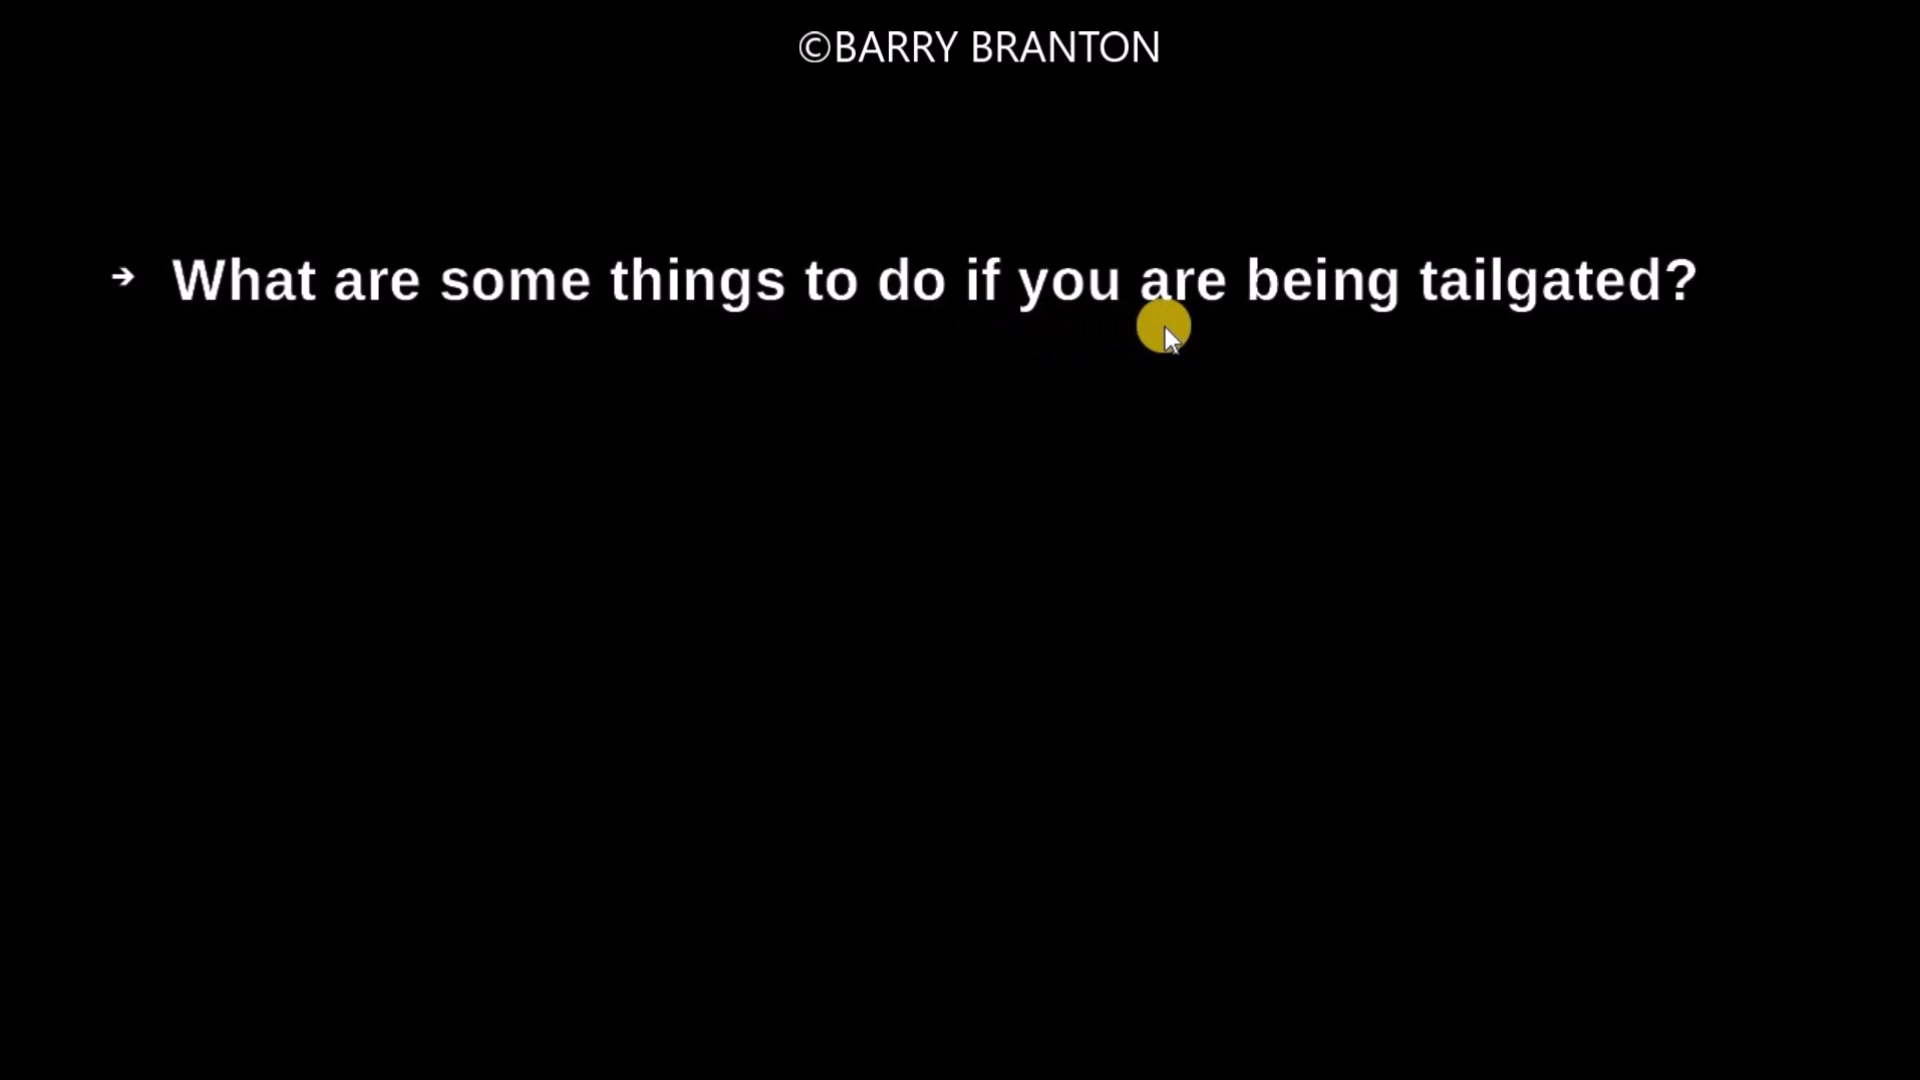 ©BARRY BRANTON
→ What are some things to do if you are being tailgated?